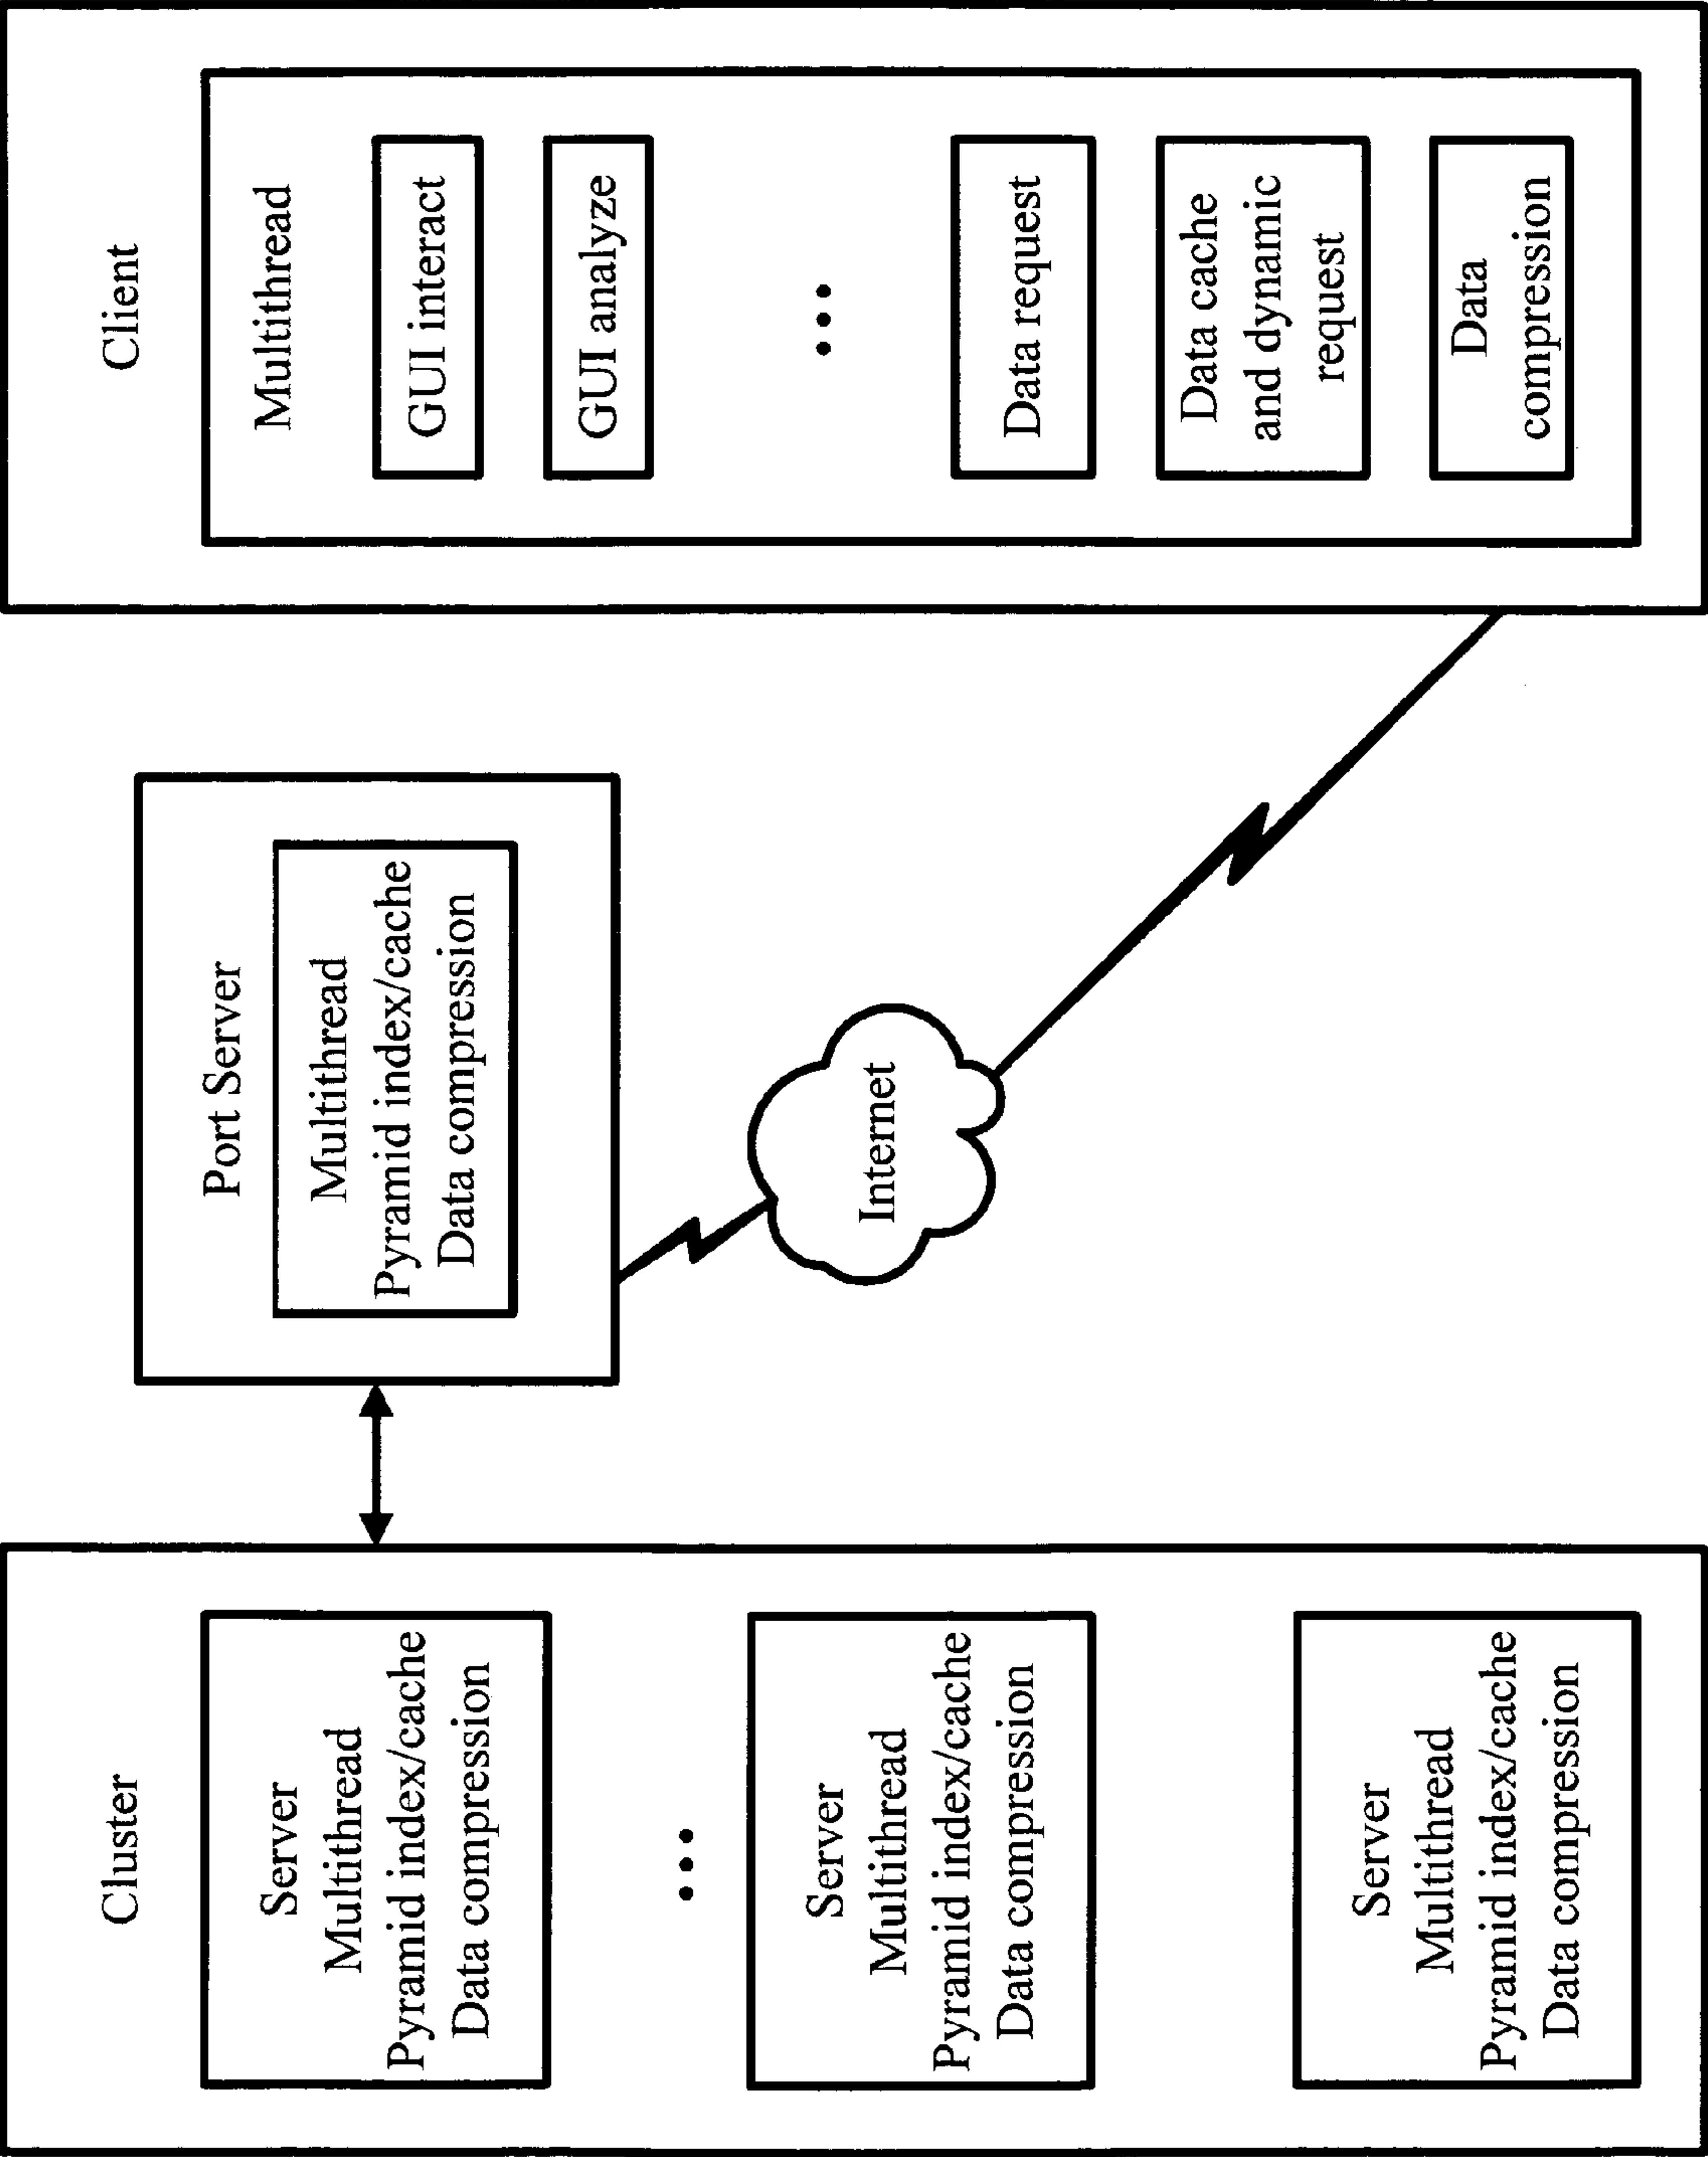 Cluster
Server
Multithread
Pyramid index/cache
Data compression
...
Server
Multithread
Pyramid index/cache
Data compression
Server
Multithread
Pyramid index/cache
Data compression
Port Server
Multithread
Pyramid index/cache
Data compression
Internet
Client
Multithread
GUI interact
GUI analyze
...
Data request
Data cache
and dynamic
request
Data
compression